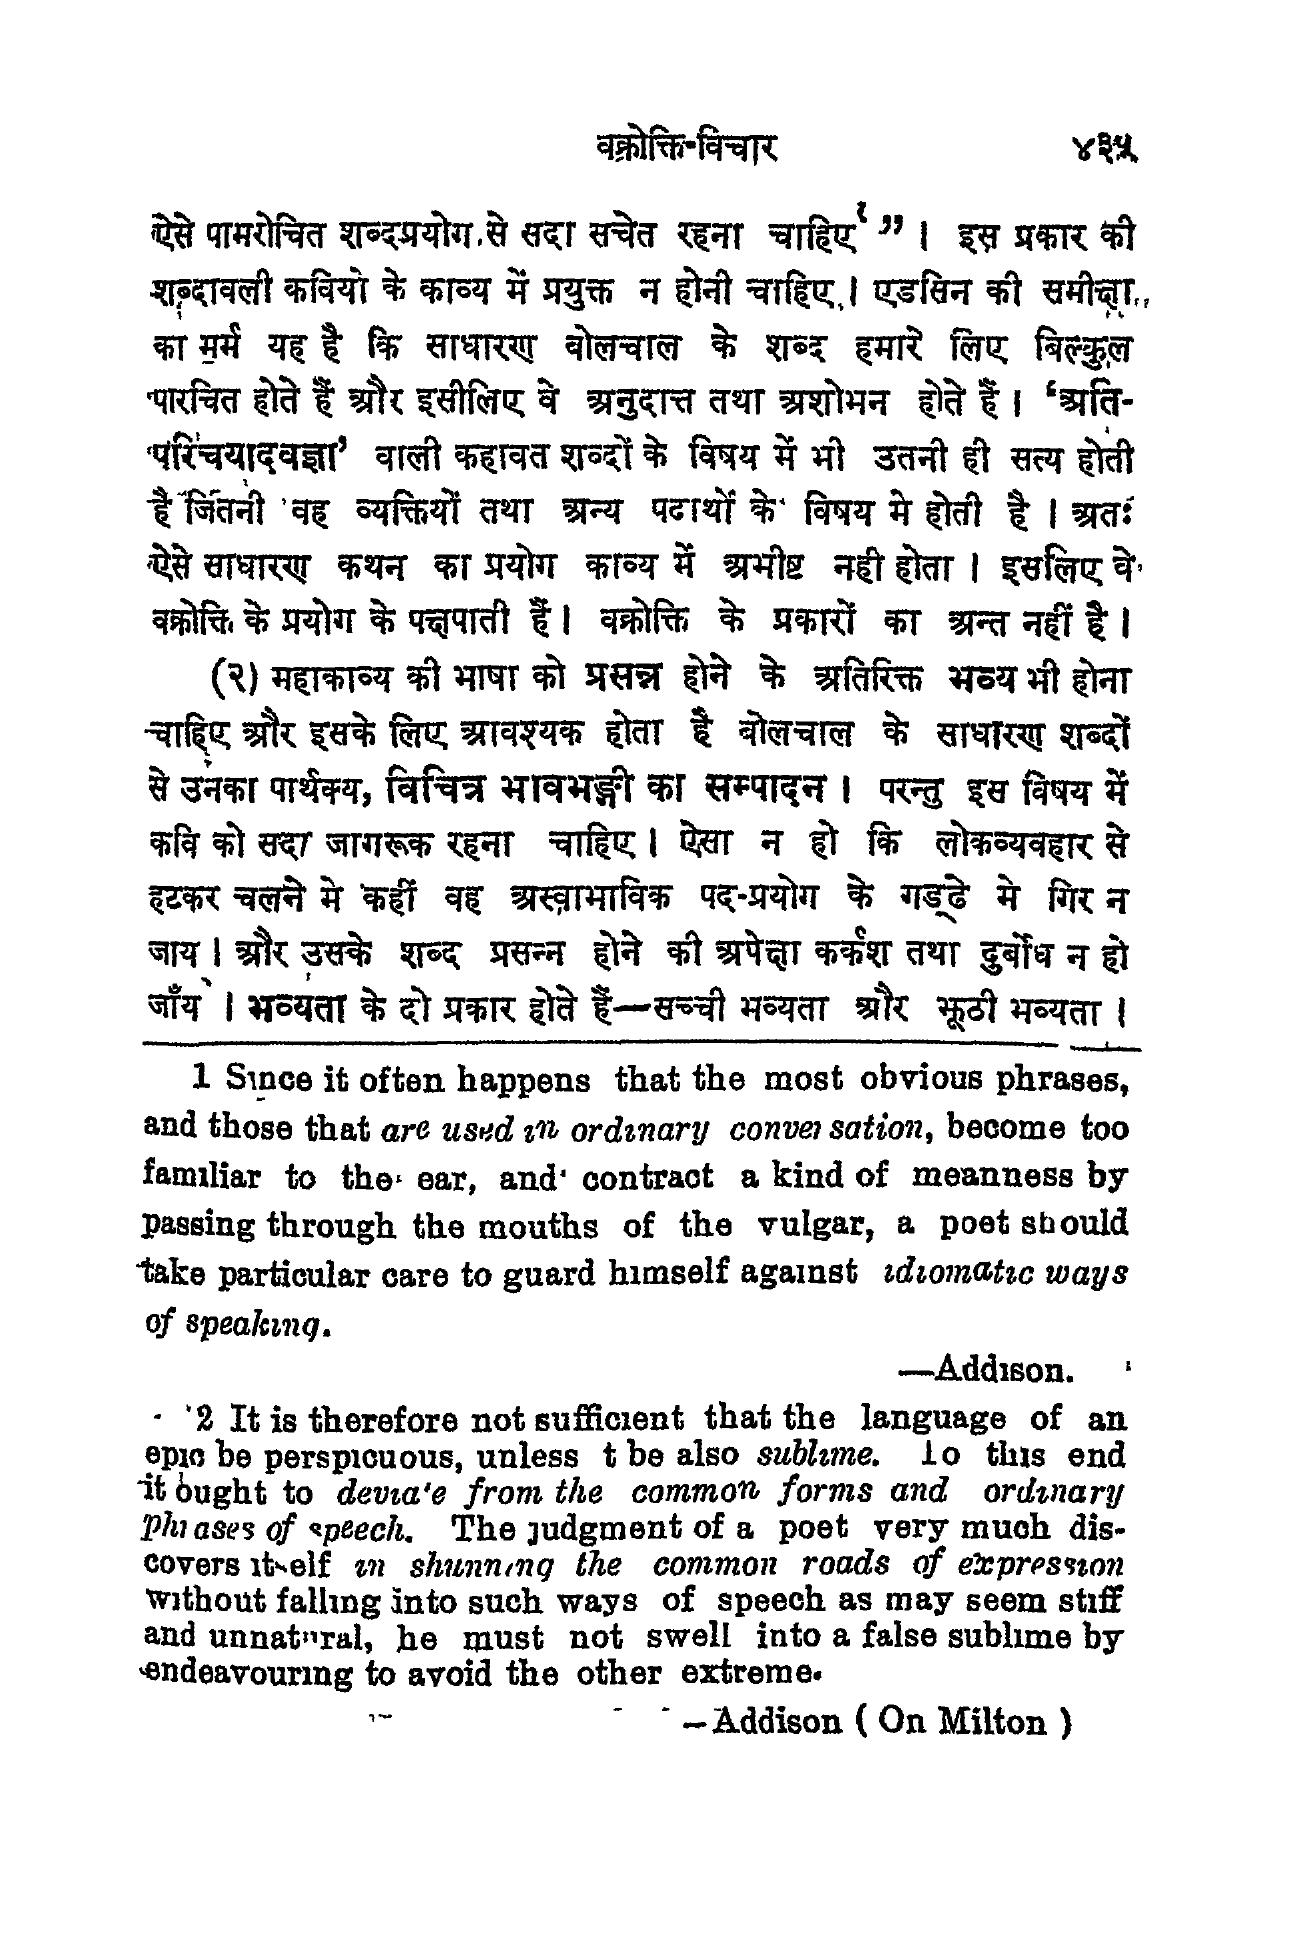 वक्रोक्ति-विचार ४३५
ऐसे पामरोचित शब्दप्रयोग से सदा सचेत रहना चाहिए१” । इस प्रकार की
शब्दावली कवियो के काव्य में प्रयुक्त न होनी चाहिए । एडसिन की समीक्षा
का मर्म यह है कि साधारण बोलचाल के शब्द हमारे लिए बिल्कुल
पारचित होते हैं और इसीलिए वे अनुदात्त तथा अशोभन होते हैं । ‘अति-
परिचयादवज्ञा’ वाली कहावत शब्दों के विषय में भी उतनी ही सत्य होती
है जितनी वह व्यक्तियों तथा अन्य पदार्थों के विषय मे होती है । अतः
ऐसे साधारण कथन का प्रयोग काव्य में अभीष्ट नही होता । इसलिए वे
वक्रोक्ति के प्रयोग के पक्षपाती हैं । वक्रोक्ति के प्रकारों का अन्त नहीं है ।
(२) महाकाव्य की भाषा को प्रसन्न होने के अतिरिक्त भव्य भी होना
चाहिए और इसके लिए आवश्यक होता है बोलचाल के साधारण शब्दों
से उनका पार्थक्य, विचित्र भावभङ्गी का सम्पादन । परन्तु इस विषय में
कवि को सदा जागरूक रहना चाहिए । ऐसा न हो कि लोकव्यवहार से
हटकर चलने मे कहीं वह अस्वाभाविक पद-प्रयोग के गड्ढे मे गिर न
जाय । और उसके शब्द प्रसन्न होने की अपेक्षा कर्कश तथा दुर्बोध न हो
जाँय । भव्यता के दो प्रकार होते हैं—सच्ची भव्यता और झूठी भव्यता ।
1 Since it often happens that the most obvious phrases,
and those that are used in ordinary conversation, become too
familiar to the ear, and contract a kind of meanness by
passing through the mouths of the vulgar, a poet should
take particular care to guard himself against idiomatic ways
of speaking.
—Addison.
2 It is therefore not sufficient that the language of an
epic be perspicuous, unless t be also sublime. To this end
it ought to deviate from the common forms and ordinary
phrases of speech. The judgment of a poet very much dis-
covers itself in shunning the common roads of expression
without falling into such ways of speech as may seem stiff
and unnatural, he must not swell into a false sublime by
endeavouring to avoid the other extreme.
—Addison ( On Milton )